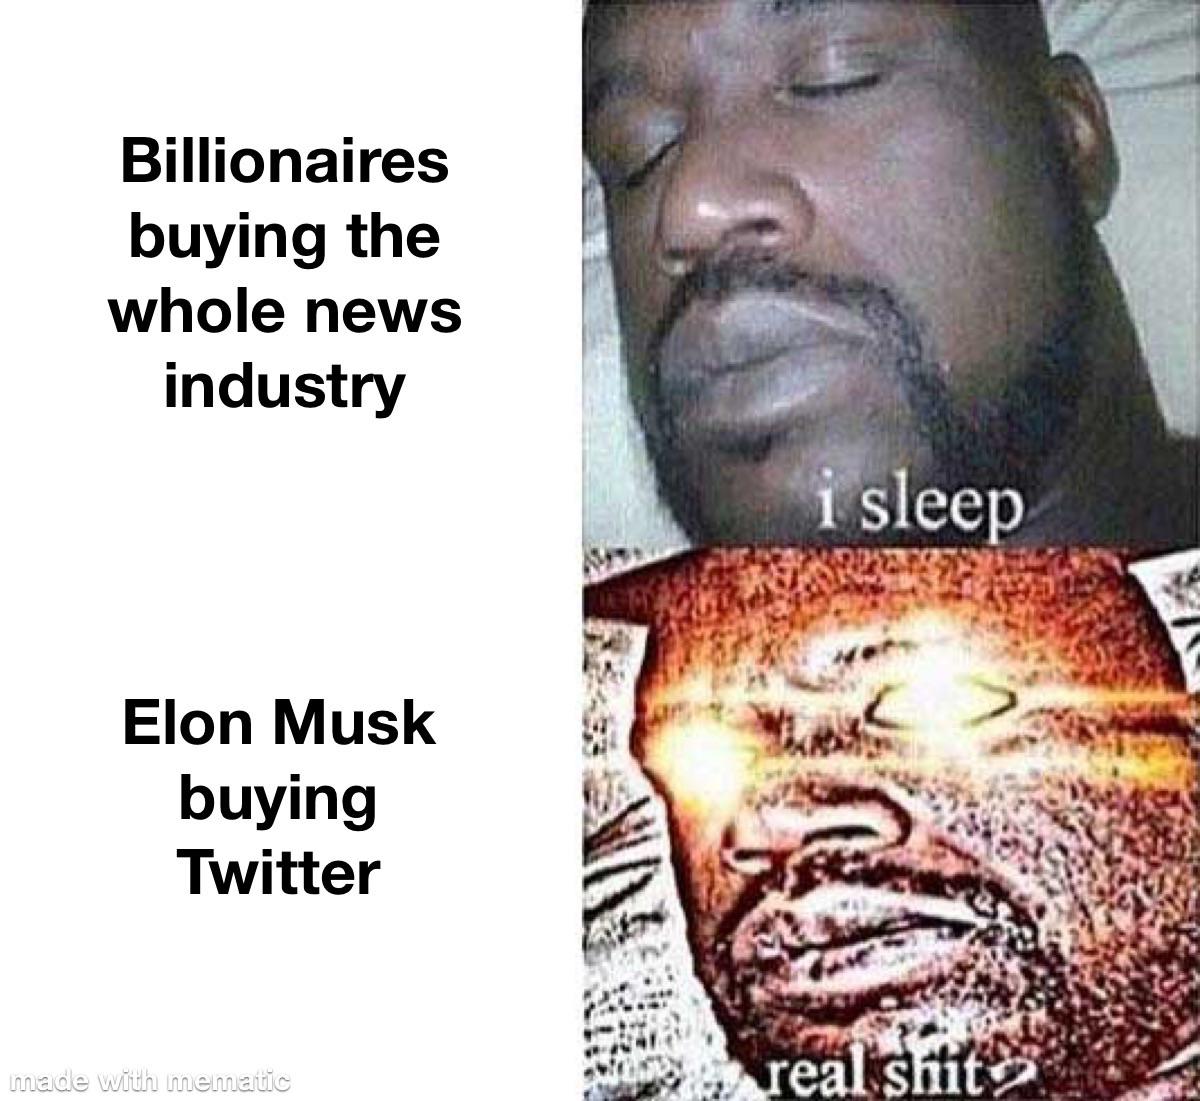 Billionaires
buying the
whole news
industry
i sleep
Elon Musk
buying
Twitter
real shit?
made with mematic